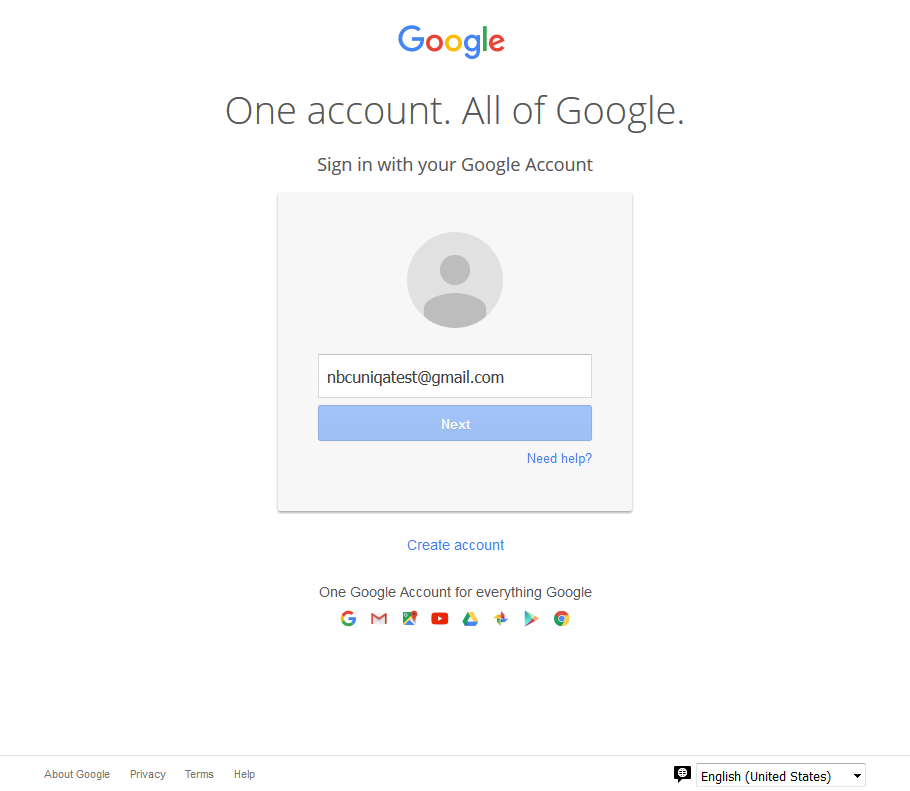 Google
One account. All of Google.
Sign in with your Google Account
nbcuniqatest@gmail.com
Next
Need help?
Create account
One Google Account for everything Google
About Google Privacy Terms Help English (United States)